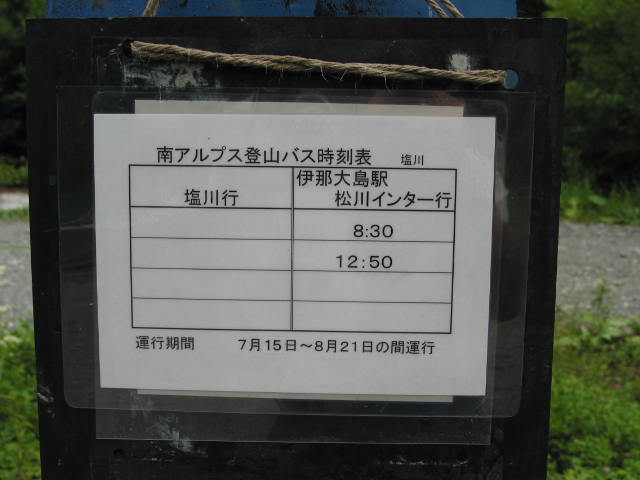 南アルプス登山バス時刻表 塩川
塩川行
伊那大島駅
松川インター行
8:30
12:50
運行期間 7月15日～8月21日の間運行